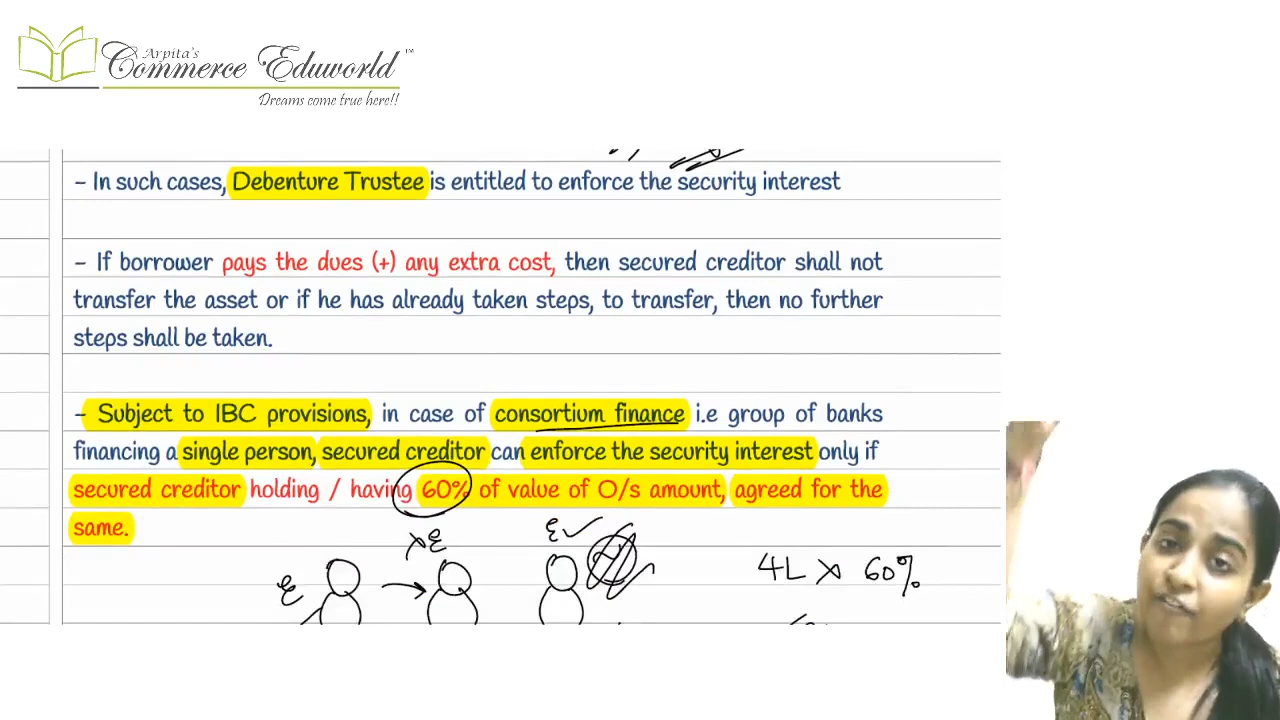 Arpita's
Commerce Eduworld™
Dreams come true here!!
- In such cases, Debenture Trustee is entitled to enforce the security interest
- If borrower pays the dues (+) any extra cost, then secured creditor shall not
transfer the asset or if he has already taken steps, to transfer, then no further
steps shall be taken.
- Subject to IBC provisions, in case of consortium finance i.e group of banks
financing a single person, secured creditor can enforce the security interest only if
secured creditor holding / having 60% of value of O/s amount, agreed for the
same.
4L x 60%